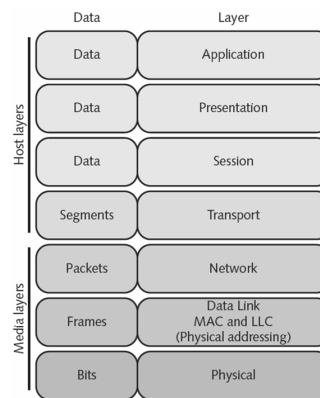 Data Layer
Host layers
Data Application
Data Presentation
Data Session
Segments Transport
Media layers
Packets Network
Frames Data Link
MAC and LLC
(Physical addressing)
Bits Physical